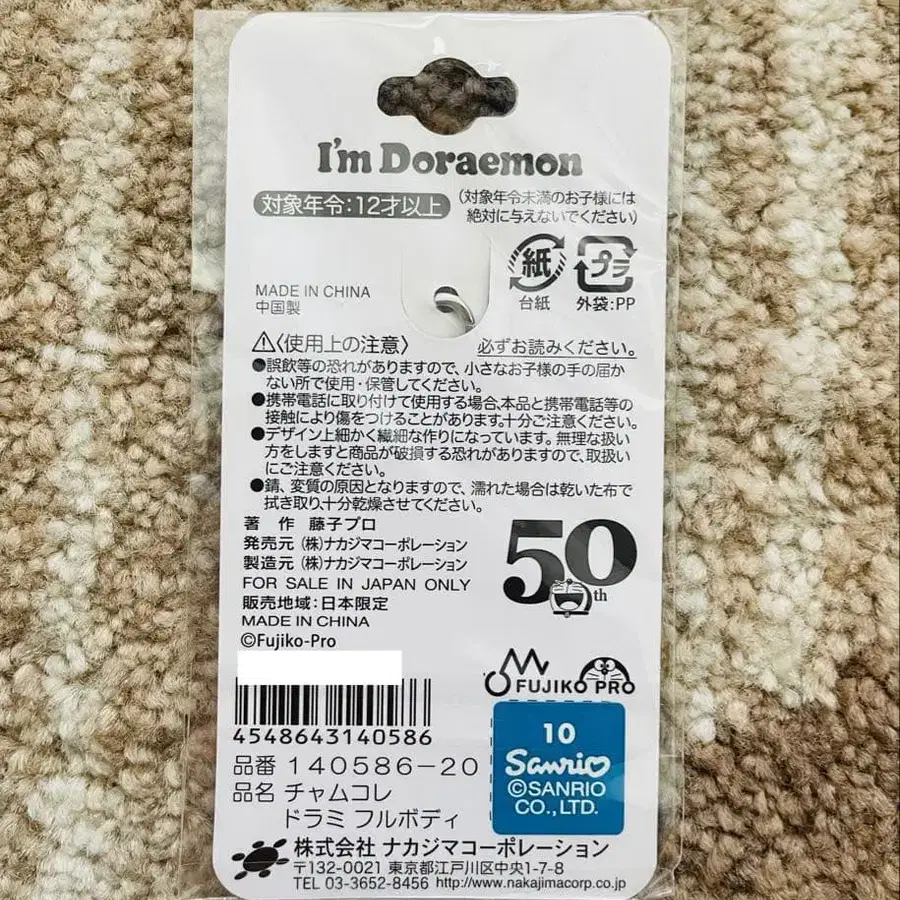 I'm Doraemon
対象年令:12才以上
(対象年令未満のお子様には
絶対に与えないでください)
紙
台紙
プラ
外袋:PP
MADE IN CHINA
中国製
⚠〈使用上の注意〉 必ずお読みください。
●誤飲等の恐れがありますので、小さなお子様の手の届か
ない所で使用・保管してください。
●携帯電話に取り付けて使用する場合、本品と携帯電話等の
接触により傷をつけることがあります。十分ご注意ください。
●デザイン上細かく繊細な作りになっています。無理な扱い
方をしますと商品が破損する恐れがありますので、取扱い
にご注意ください。
●錆、変質の原因となりますので、濡れた場合は乾いた布で
拭き取り、十分乾燥させてください。
著 作 藤子プロ
発売元 (株)ナカジマコーポレーション
製造元 (株)ナカジマコーポレーション
FOR SALE IN JAPAN ONLY
販売地域:日本限定
MADE IN CHINA
©Fujiko-Pro
50th
FUJIKO PRO
4548643140586
品番 140586-20
品名 チャムコレ
ドラミ フルボディ
10
Sanrio
©SANRIO
CO.,LTD.
株式会社 ナカジマコーポレーション
〒132-0021 東京都江戸川区中央1-7-8
TEL 03-3652-8456 http://www.nakajimacorp.co.jp